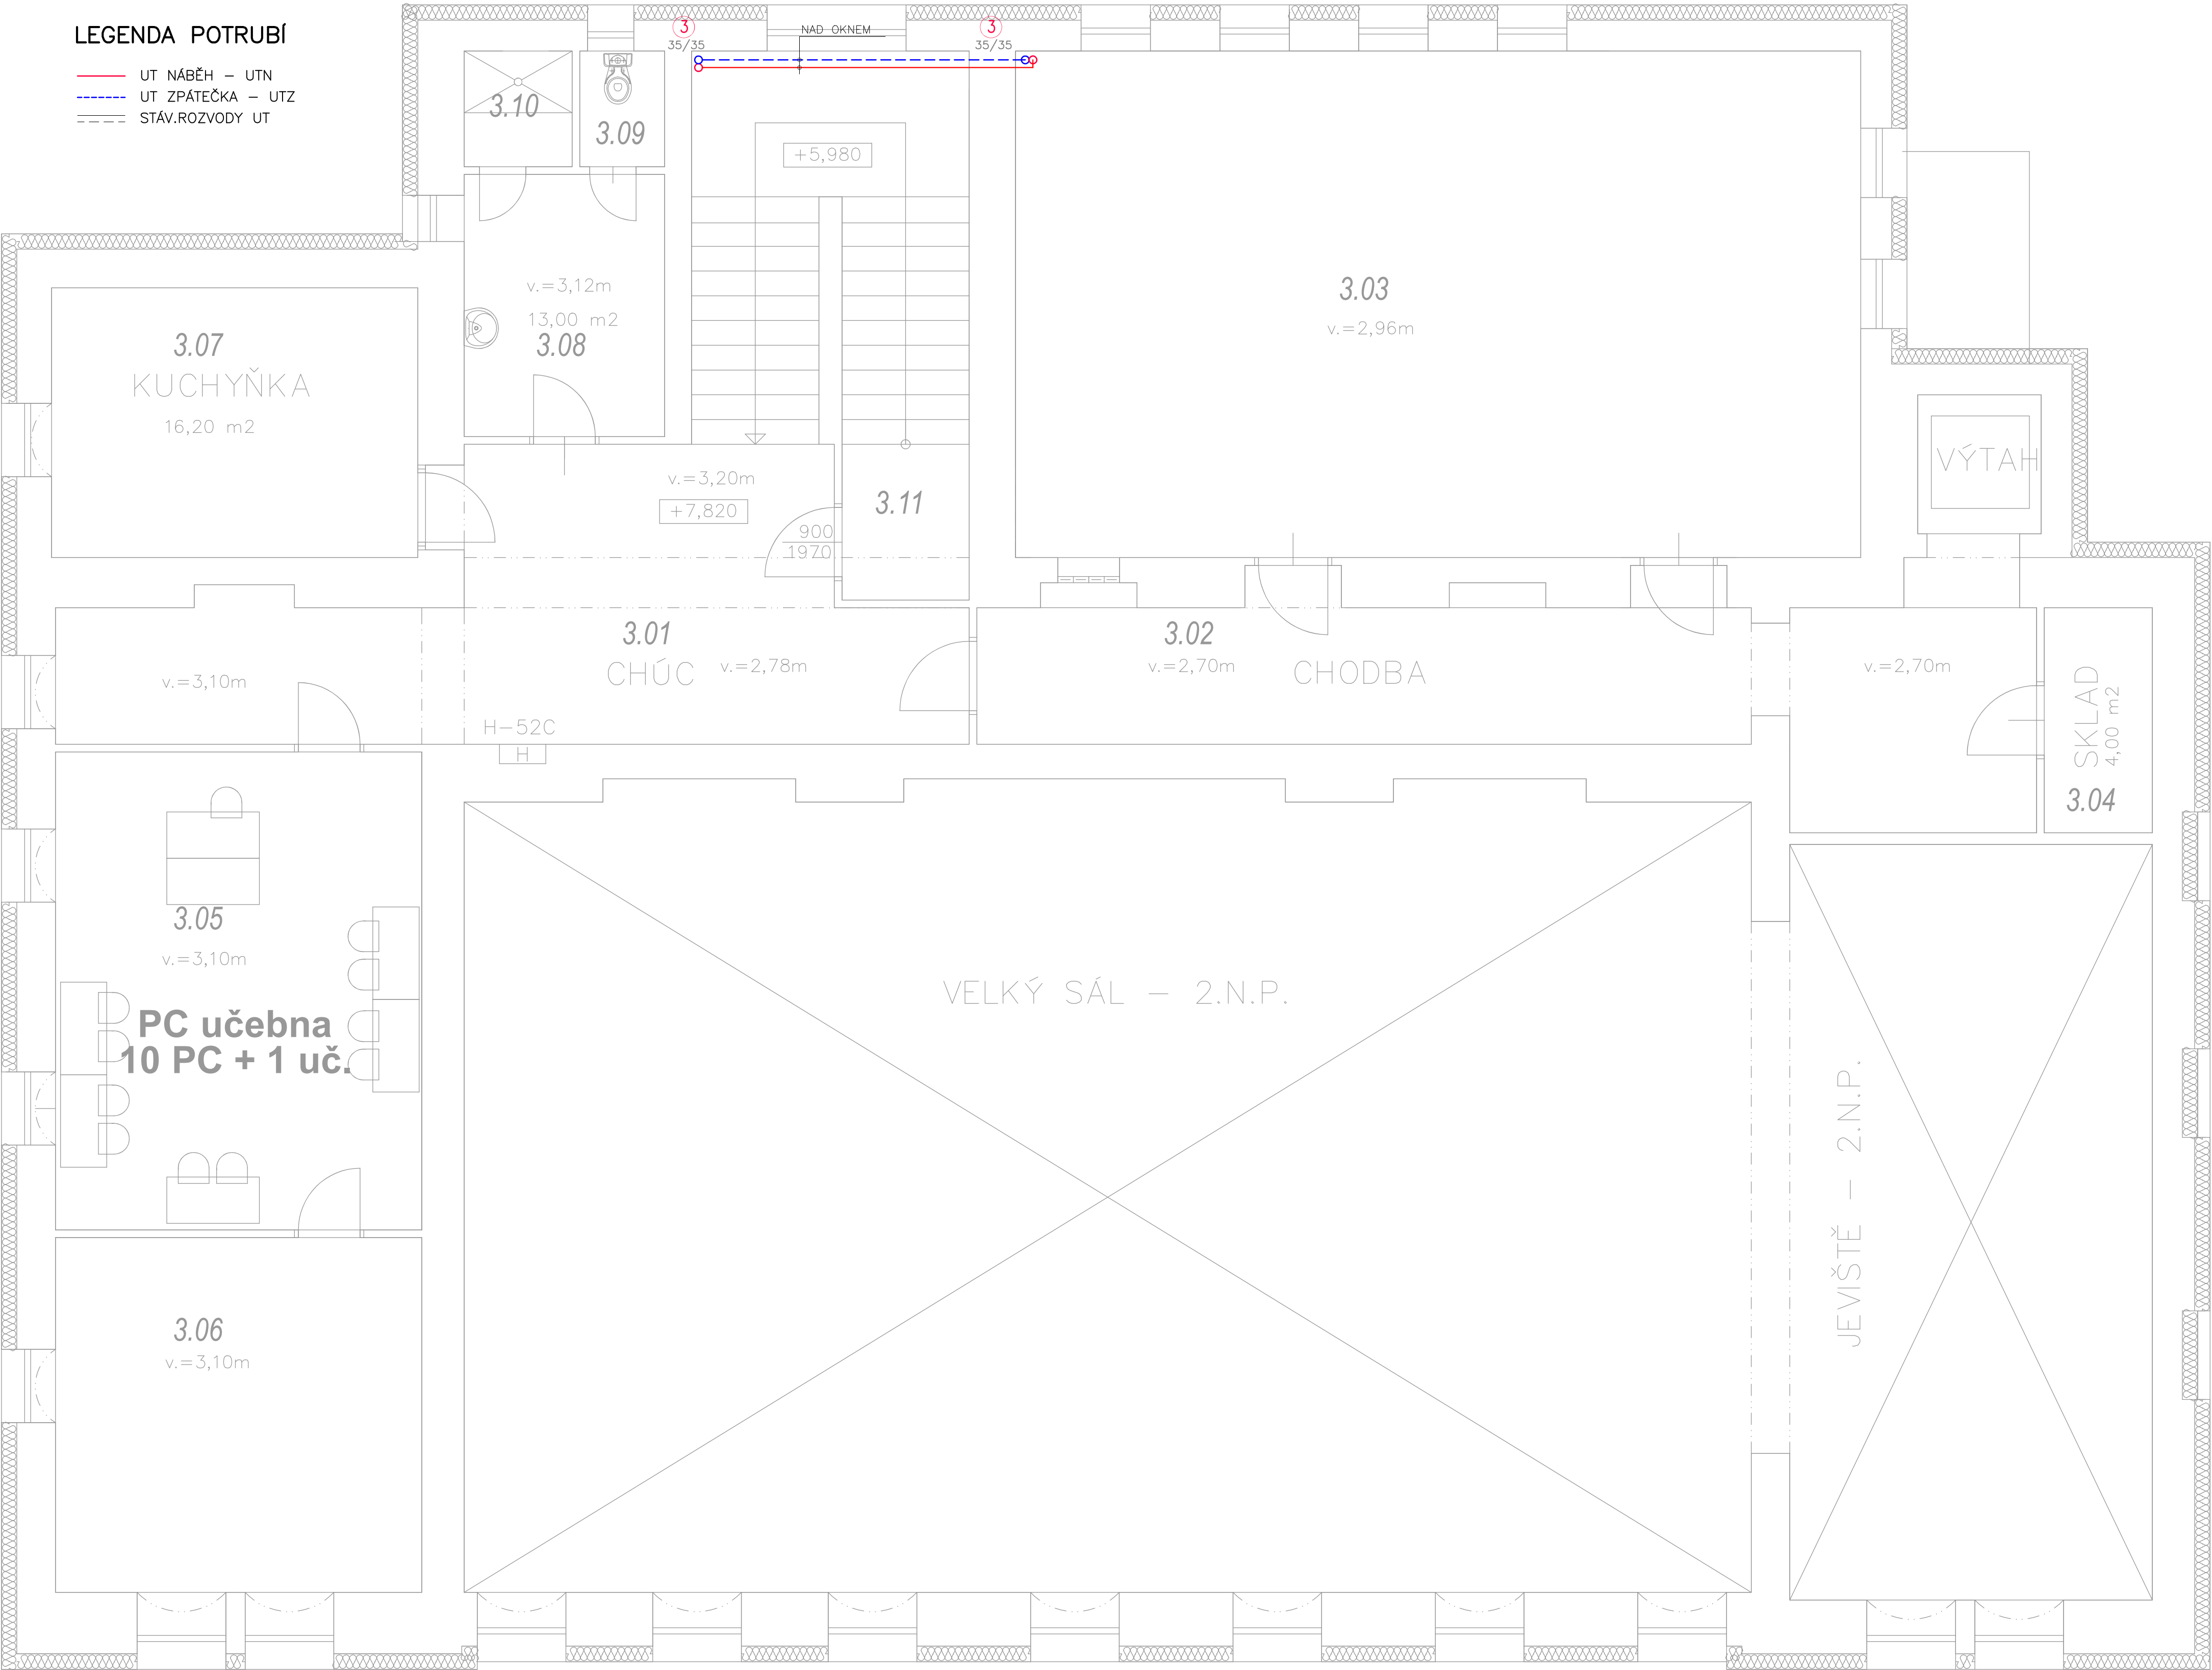 LEGENDA POTRUBÍ
UT NÁBĚH – UTN
UT ZPÁTEČKA – UTZ
STÁV.ROZVODY UT
3
35/35
NAD OKNEM
3
35/35
3.10
3.09
+5,980
v.=3,12m
13,00 m2
3.08
3.03
v.=2,96m
3.07
KUCHYŇKA
16,20 m2
v.=3,20m
+7,820
3.11
900
1970
VÝTAH
3.01
CHÚC
v.=2,78m
v.=3,10m
H–52C
H
3.02
v.=2,70m
CHODBA
v.=2,70m
SKLAD
4,00 m2
3.04
3.05
v.=3,10m
PC učebna
10 PC + 1 uč.
VELKÝ SÁL – 2.N.P.
JEVIŠTĚ – 2.N.P.
3.06
v.=3,10m